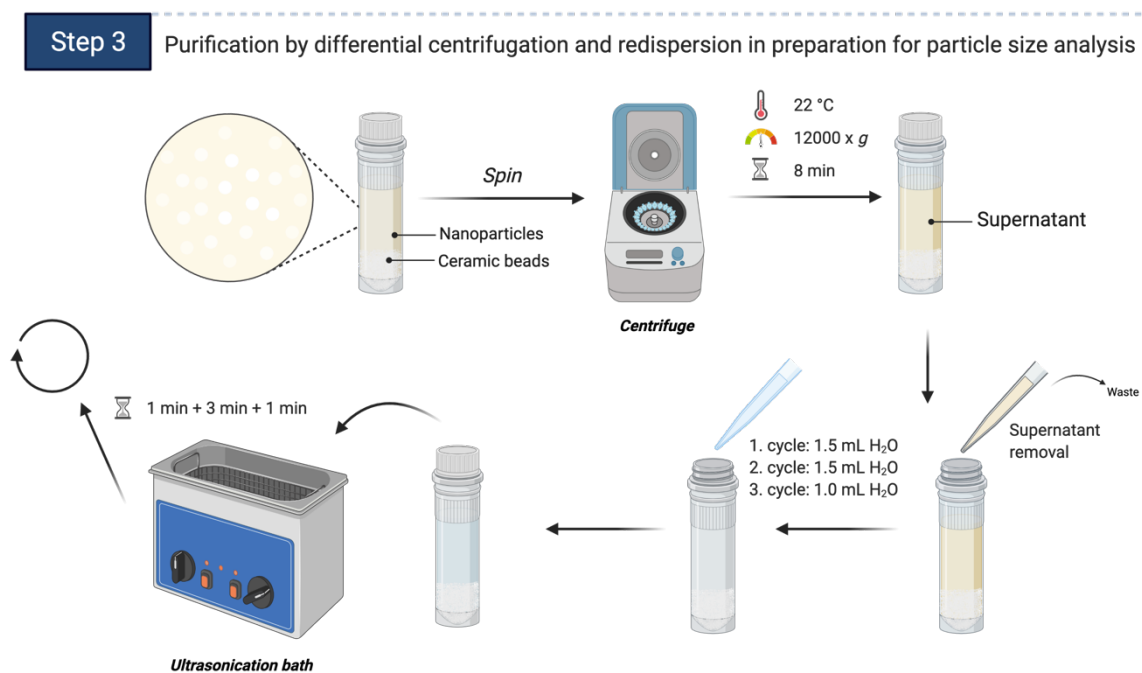 Step 3
Purification by differential centrifugation and redispersion in preparation for particle size analysis
Spin
Nanoparticles
Ceramic beads
Centrifuge
22 °C
12000 x g
8 min
Supernatant
Waste
Supernatant
removal
1. cycle: 1.5 mL H₂O
2. cycle: 1.5 mL H₂O
3. cycle: 1.0 mL H₂O
1 min + 3 min + 1 min
Ultrasonication bath